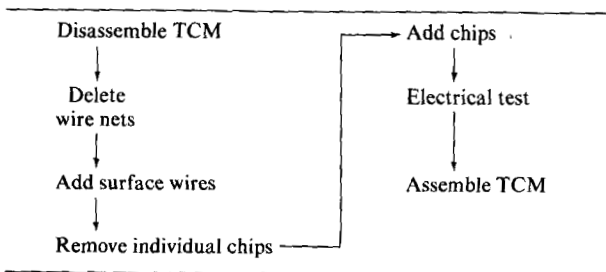 Disassemble TCM
Delete
wire nets
Add surface wires
Remove individual chips
Add chips
Electrical test
Assemble TCM